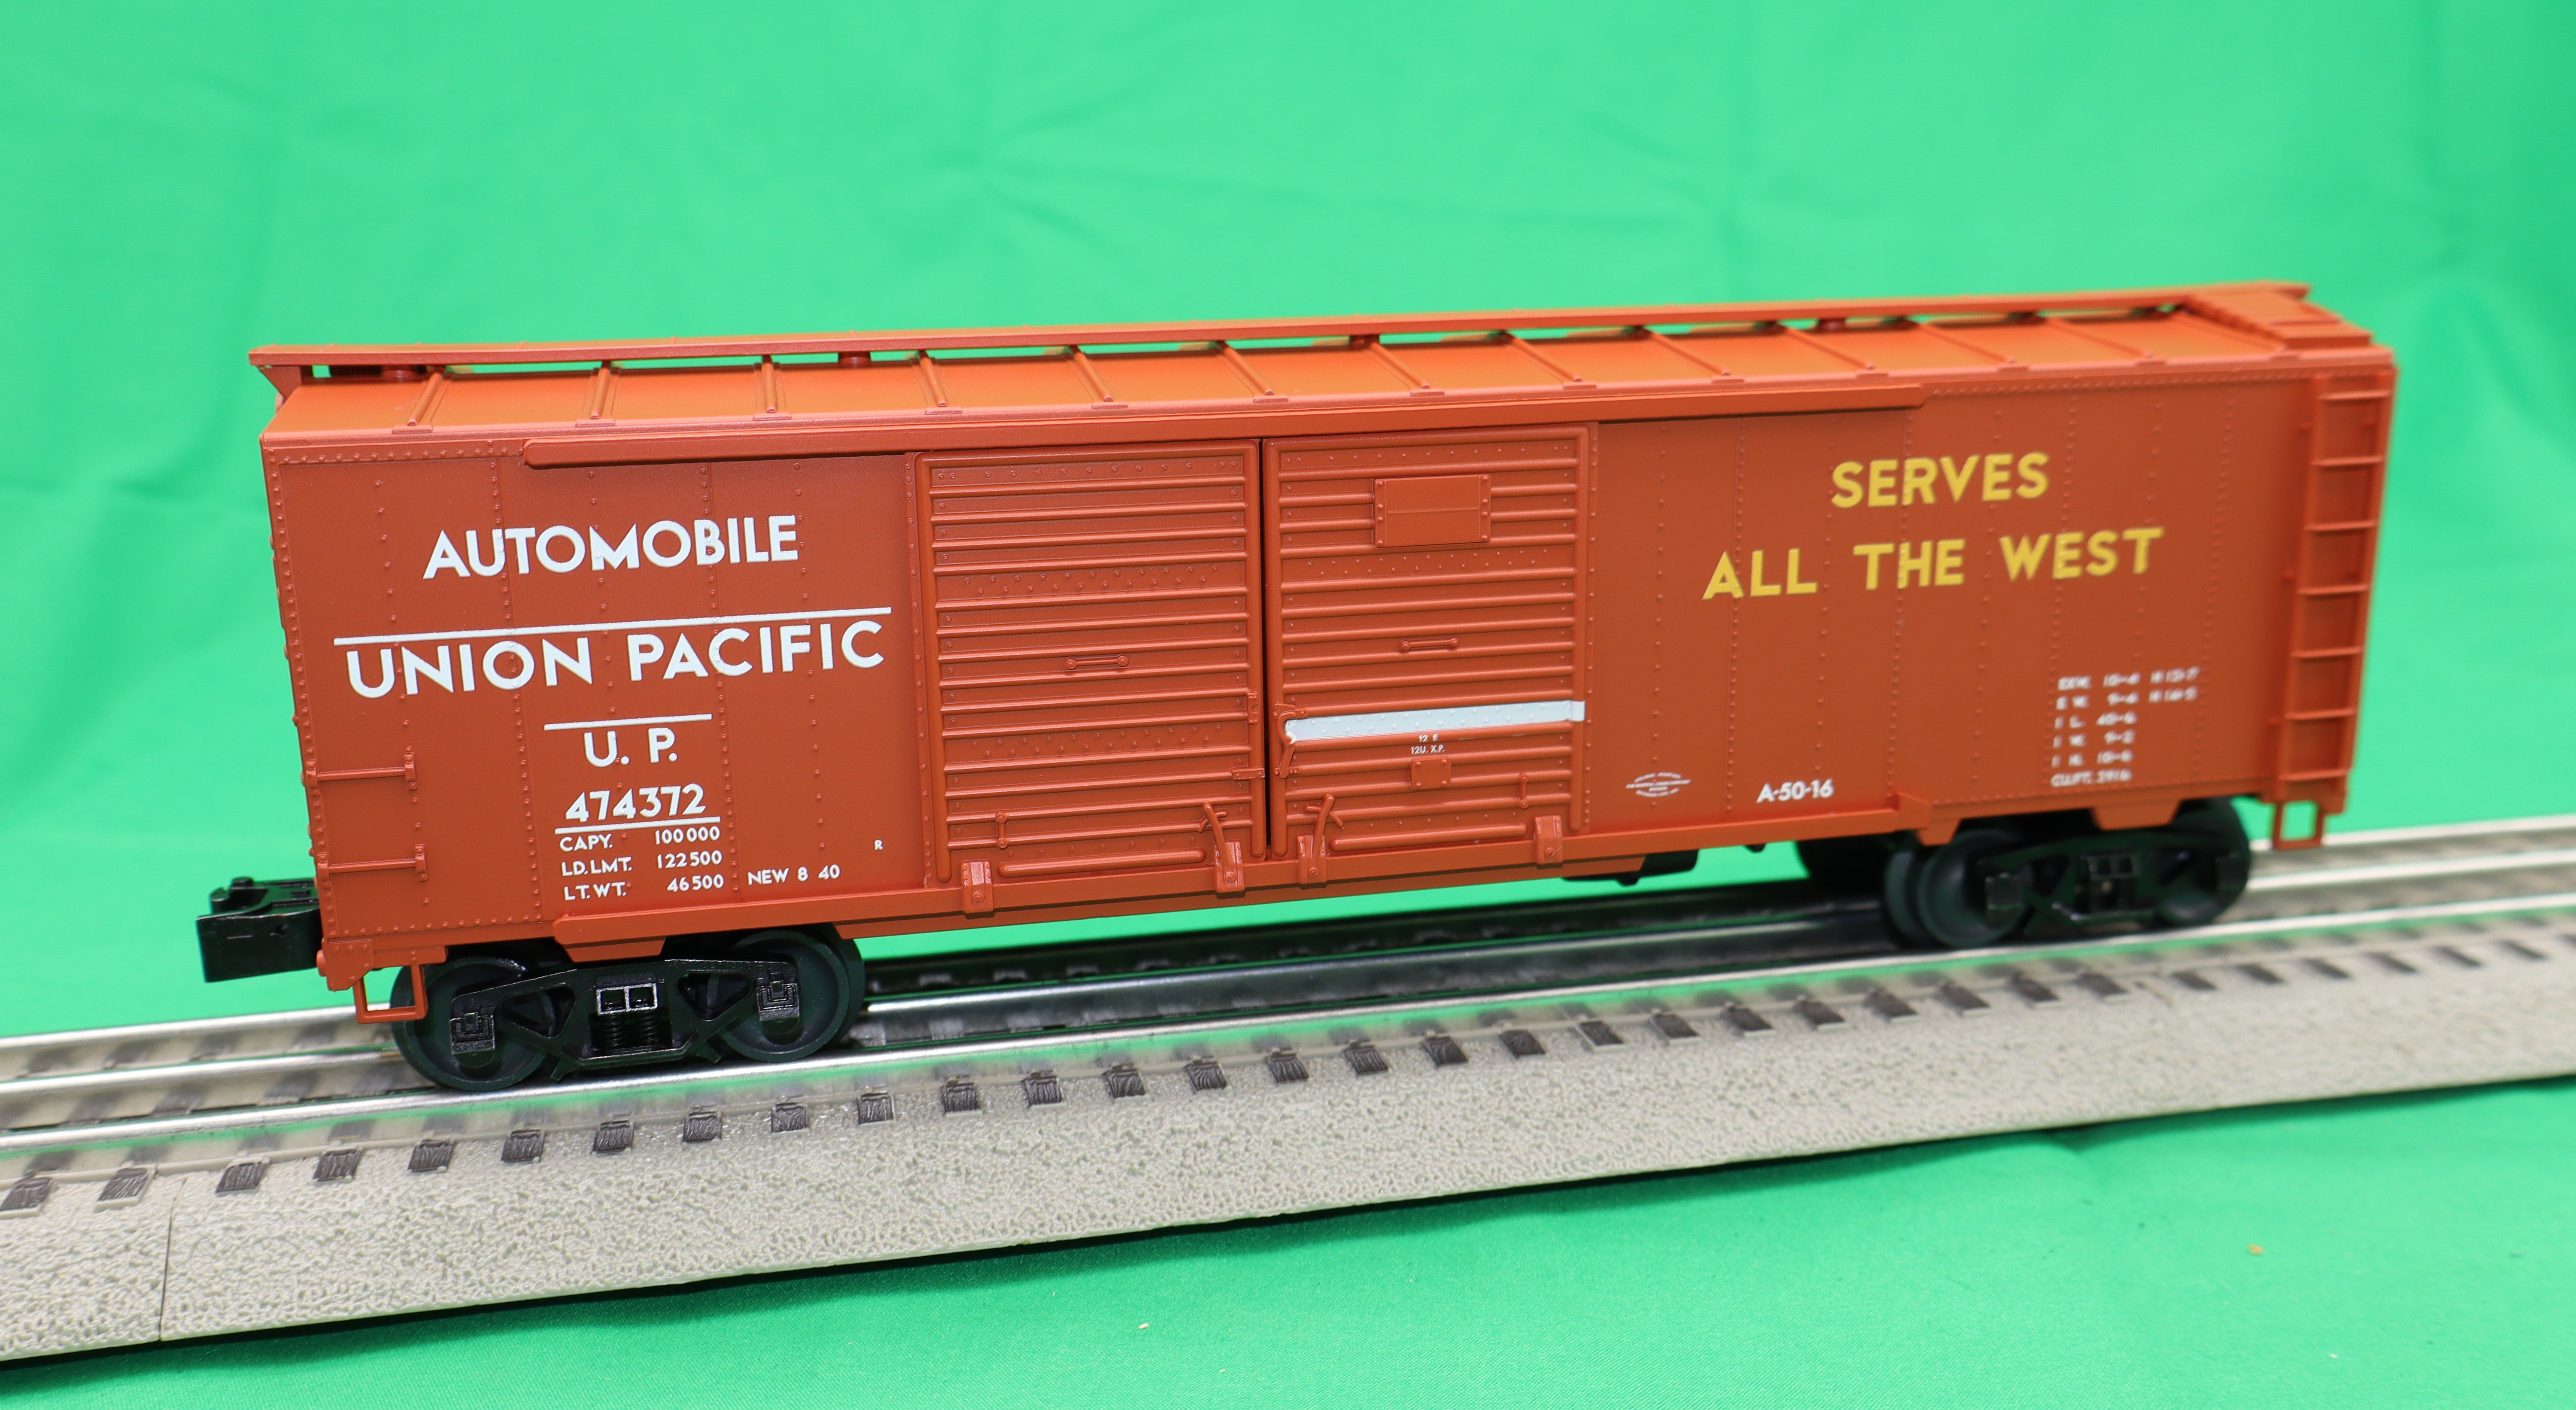 AUTOMOBILE
UNION PACIFIC
U. P.
474372
CAPY. 100000
LD.LMT. 122500
LT.WT. 46500
NEW 8 40
R
12U. X.P.
SERVES
ALL THE WEST
A-50-16